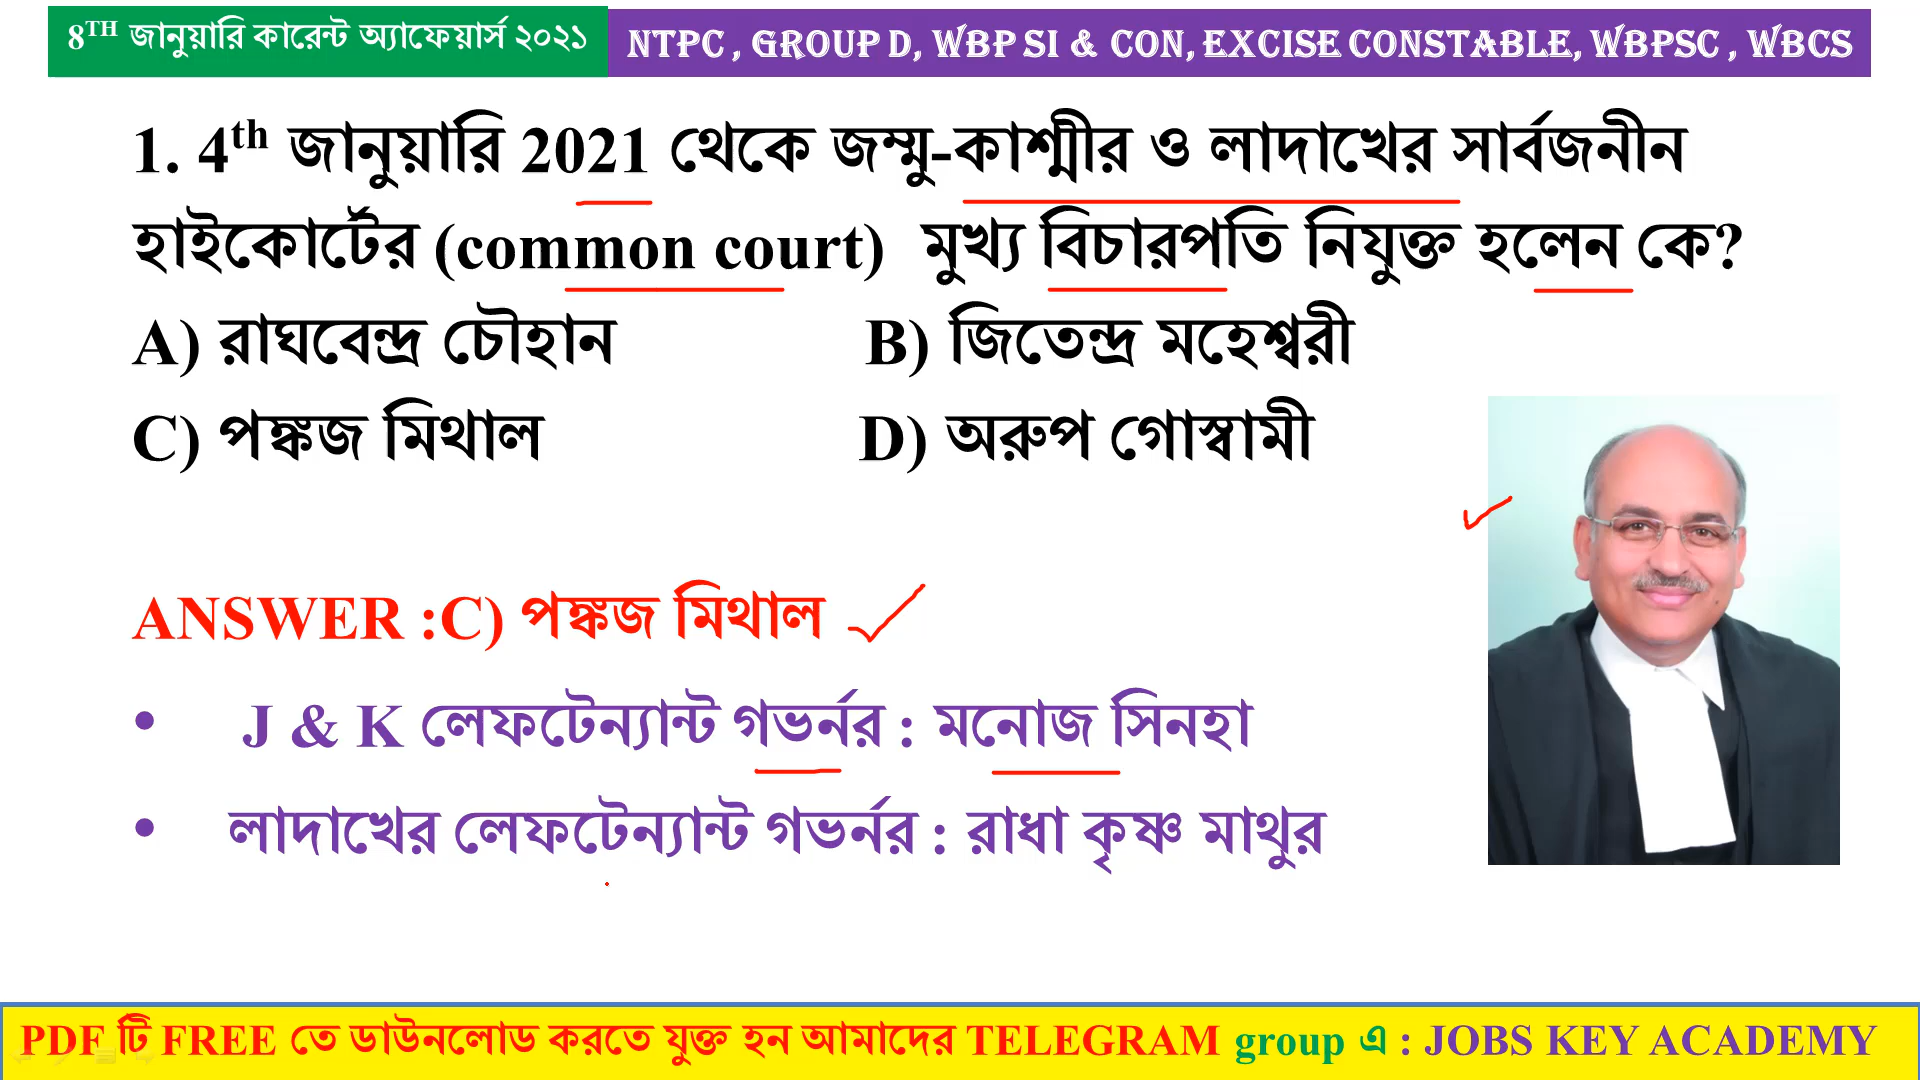 8TH জানুয়ারি কারেন্ট অ্যাফেয়ার্স ২০২১
NTPC , GROUP D, WBP SI & CON, EXCISE CONSTABLE, WBPSC , WBCS
1. 4th জানুয়ারি 2021 থেকে জম্মু-কাশ্মীর ও লাদাখের সার্বজনীন
হাইকোর্টের (common court) মুখ্য বিচারপতি নিযুক্ত হলেন কে?
A) রাঘবেন্দ্র চৌহান B) জিতেন্দ্র মহেশ্বরী
C) পঙ্কজ মিথাল D) অরুপ গোস্বামী
ANSWER :C) পঙ্কজ মিথাল
• J & K লেফটেন্যান্ট গভর্নর : মনোজ সিনহা
• লাদাখের লেফটেন্যান্ট গভর্নর : রাধা কৃষ্ণ মাথুর
PDF টি FREE তে ডাউনলোড করতে যুক্ত হন আমাদের TELEGRAM group এ : JOBS KEY ACADEMY